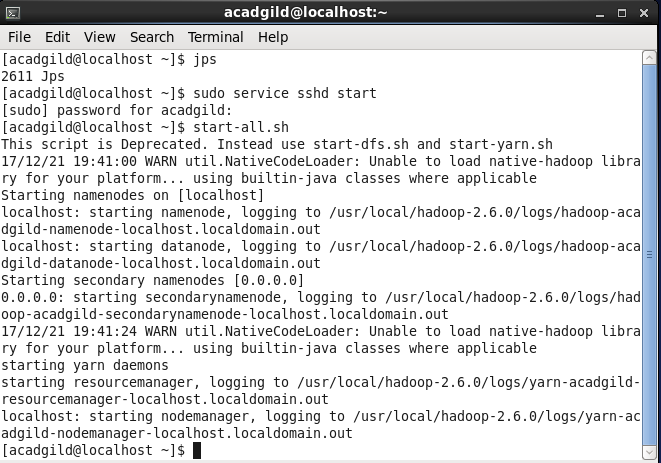 acadgild@localhost:~
File Edit View Search Terminal Help
[acadgild@localhost ~]$ jps
2611 Jps
[acadgild@localhost ~]$ sudo service sshd start
[sudo] password for acadgild:
[acadgild@localhost ~]$ start-all.sh
This script is Deprecated. Instead use start-dfs.sh and start-yarn.sh
17/12/21 19:41:00 WARN util.NativeCodeLoader: Unable to load native-hadoop libra
ry for your platform... using builtin-java classes where applicable
Starting namenodes on [localhost]
localhost: starting namenode, logging to /usr/local/hadoop-2.6.0/logs/hadoop-aca
dgild-namenode-localhost.localdomain.out
localhost: starting datanode, logging to /usr/local/hadoop-2.6.0/logs/hadoop-aca
dgild-datanode-localhost.localdomain.out
Starting secondary namenodes [0.0.0.0]
0.0.0.0: starting secondarynamenode, logging to /usr/local/hadoop-2.6.0/logs/had
oop-acadgild-secondarynamenode-localhost.localdomain.out
17/12/21 19:41:24 WARN util.NativeCodeLoader: Unable to load native-hadoop libra
ry for your platform... using builtin-java classes where applicable
starting yarn daemons
starting resourcemanager, logging to /usr/local/hadoop-2.6.0/logs/yarn-acadgild-
resourcemanager-localhost.localdomain.out
localhost: starting nodemanager, logging to /usr/local/hadoop-2.6.0/logs/yarn-ac
adgild-nodemanager-localhost.localdomain.out
[acadgild@localhost ~]$